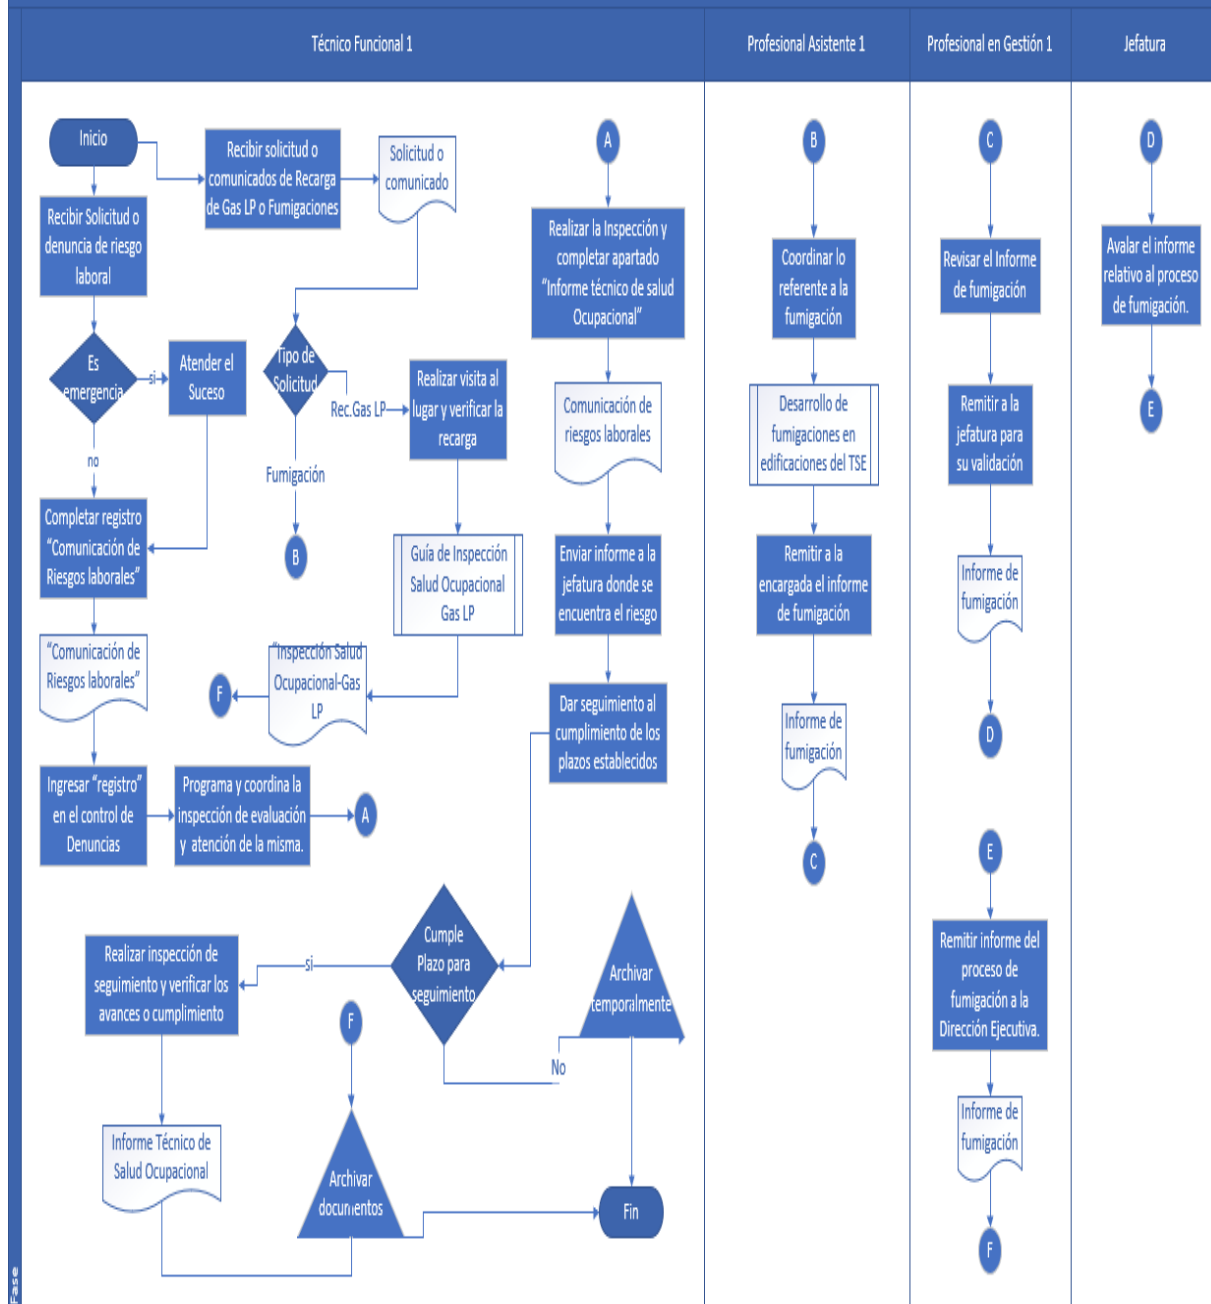 Técnico Funcional 1
Profesional Asistente 1
Profesional en Gestión 1
Jefatura
Inicio
Recibir solicitud o
comunicados de Recarga
de Gas LP o Fumigaciones
Solicitud o
comunicado
Recibir Solicitud o
denuncia de riesgo
laboral
Es
emergencia
si
Atender el
Suceso
no
Tipo de
Solicitud
Rec.Gas LP
Realizar visita al
lugar y verificar la
recarga
Fumigación
B
Completar registro
“Comunicación de
Riesgos laborales”
Guía de Inspección
Salud Ocupacional
Gas LP
“Comunicación de
Riesgos laborales”
“Inspección Salud
Ocupacional-Gas
LP
F
Ingresar “registro”
en el control de
Denuncias
Programa y coordina la
inspección de evaluación
y atención de la misma.
A
A
Realizar la Inspección y
completar apartado
“Informe técnico de salud
Ocupacional”
Comunicación de
riesgos laborales
Enviar informe a la
jefatura donde se
encuentra el riesgo
Dar seguimiento al
cumplimiento de los
plazos establecidos
Cumple
Plazo para
seguimiento
si
No
Realizar inspección de
seguimiento y verificar los
avances o cumplimiento
Archivar
temporalmente
F
Informe Técnico de
Salud Ocupacional
Archivar
documentos
Fin
B
Coordinar lo
referente a la
fumigación
Desarrollo de
fumigaciones en
edificaciones del TSE
Remitir a la
encargada el informe
de fumigación
Informe de
fumigación
C
C
Revisar el Informe
de fumigación
Remitir a la
jefatura para
su validación
Informe de
fumigación
D
E
Remitir informe del
proceso de
fumigación a la
Dirección Ejecutiva.
Informe de
fumigación
F
D
Avalar el informe
relativo al proceso
de fumigación.
E
Fase